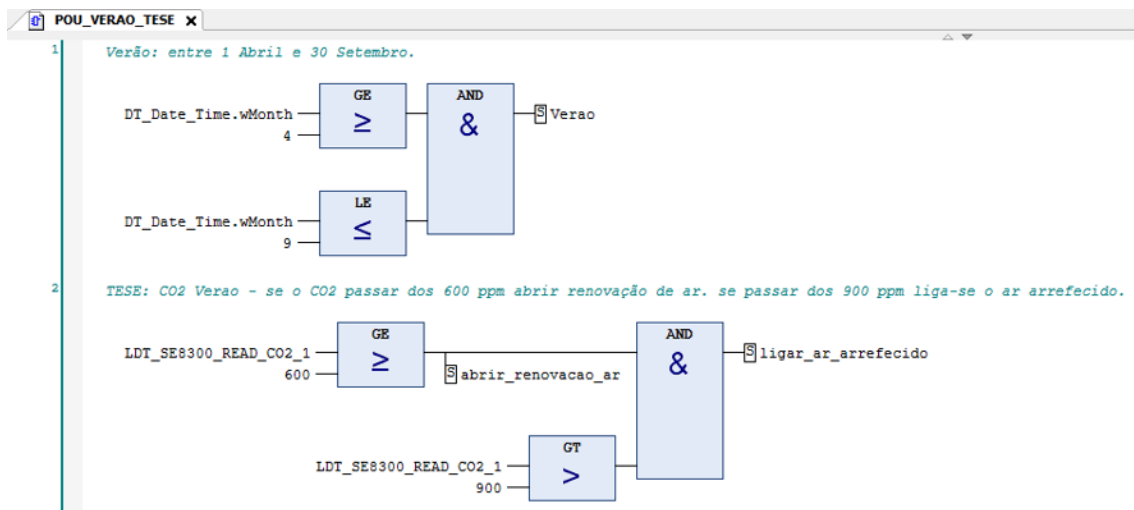 POU_VERAO_TESE X
1
Verão: entre 1 Abril e 30 Setembro.
GE
AND
DT_Date_Time.wMonth
≥
&
S Verao
4
LE
DT_Date_Time.wMonth
≤
9
2
TESE: CO2 Verao - se o CO2 passar dos 600 ppm abrir renovação de ar. se passar dos 900 ppm liga-se o ar arrefecido.
GE
AND
LDT_SE8300_READ_CO2_1
≥
&
S ligar_ar_arrefecido
600
S abrir_renovacao_ar
GT
LDT_SE8300_READ_CO2_1
>
900